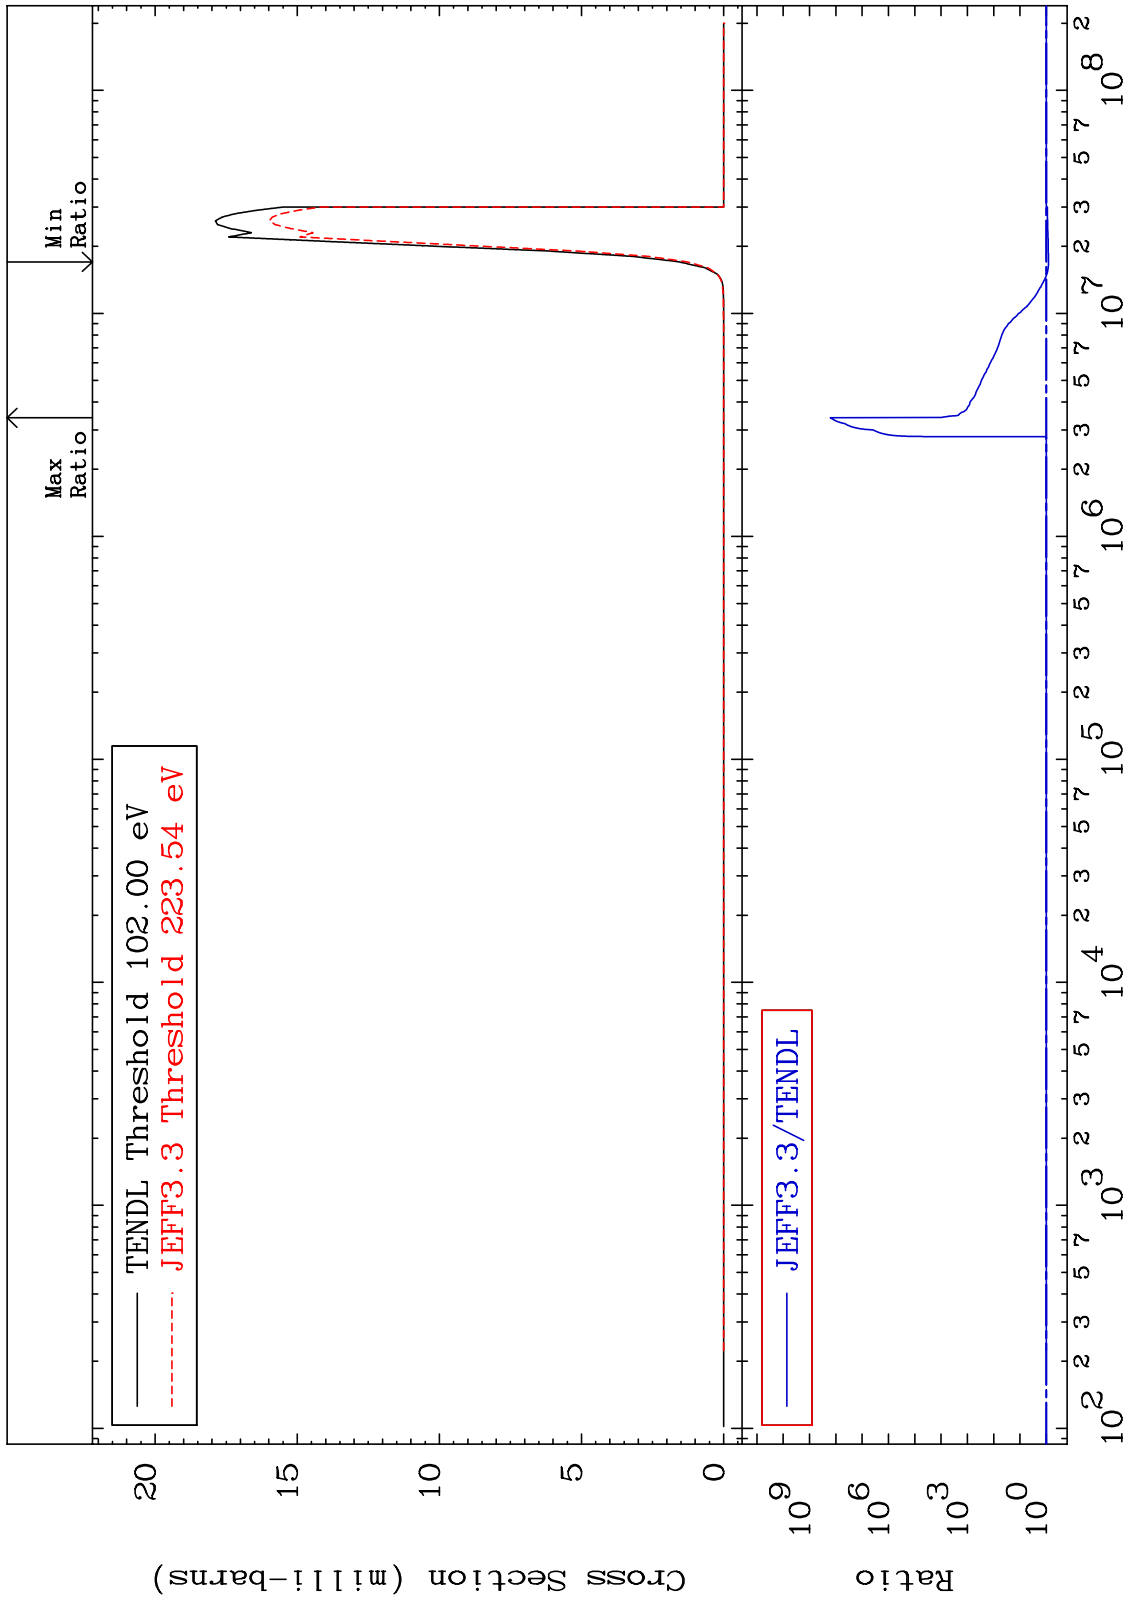 Max
Ratio
Min
Ratio
TENDL Threshold 102.00 eV
JEFF3.3 Threshold 223.54 eV
20
15
10
5
0
Cross Section (milli-barns)
JEFF3.3/TENDL
10^9
10^6
10^3
10^0
Ratio
10^2 2 3 5 7 10^3 2 3 5 7 10^4 2 3 5 7 10^5 2 3 5 7 10^6 2 3 5 7 10^7 2 3 5 7 10^8 2